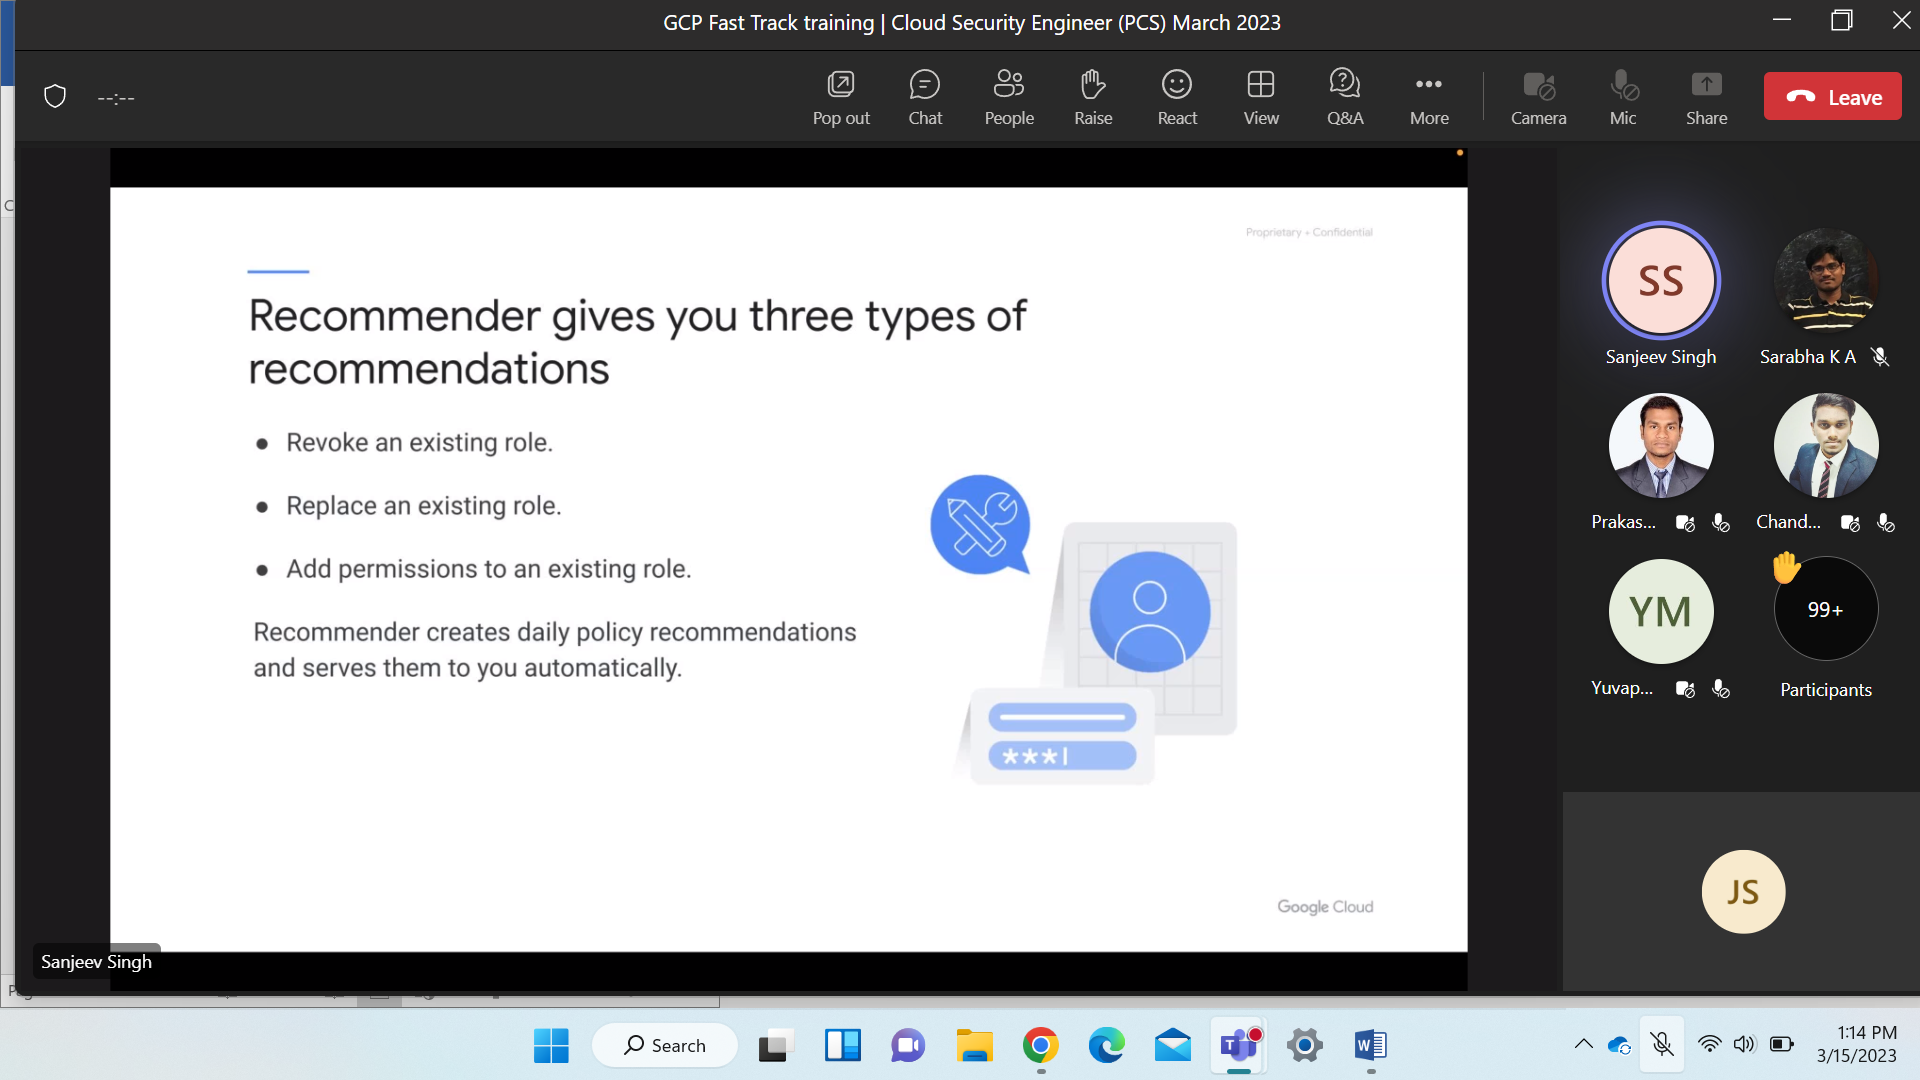 GCP Fast Track training | Cloud Security Engineer (PCS) March 2023
--:--
Pop out
Chat
People
Raise
React
View
Q&A
More
Camera
Mic
Share
Leave
Proprietary + Confidential
Recommender gives you three types of
recommendations
● Revoke an existing role.
● Replace an existing role.
● Add permissions to an existing role.
Recommender creates daily policy recommendations
and serves them to you automatically.
***|
Google Cloud
Sanjeev Singh
SS
Sanjeev Singh
Sarabha K A
Prakas...
Chand...
YM
Yuvap...
99+
Participants
JS
Search
1:14 PM
3/15/2023